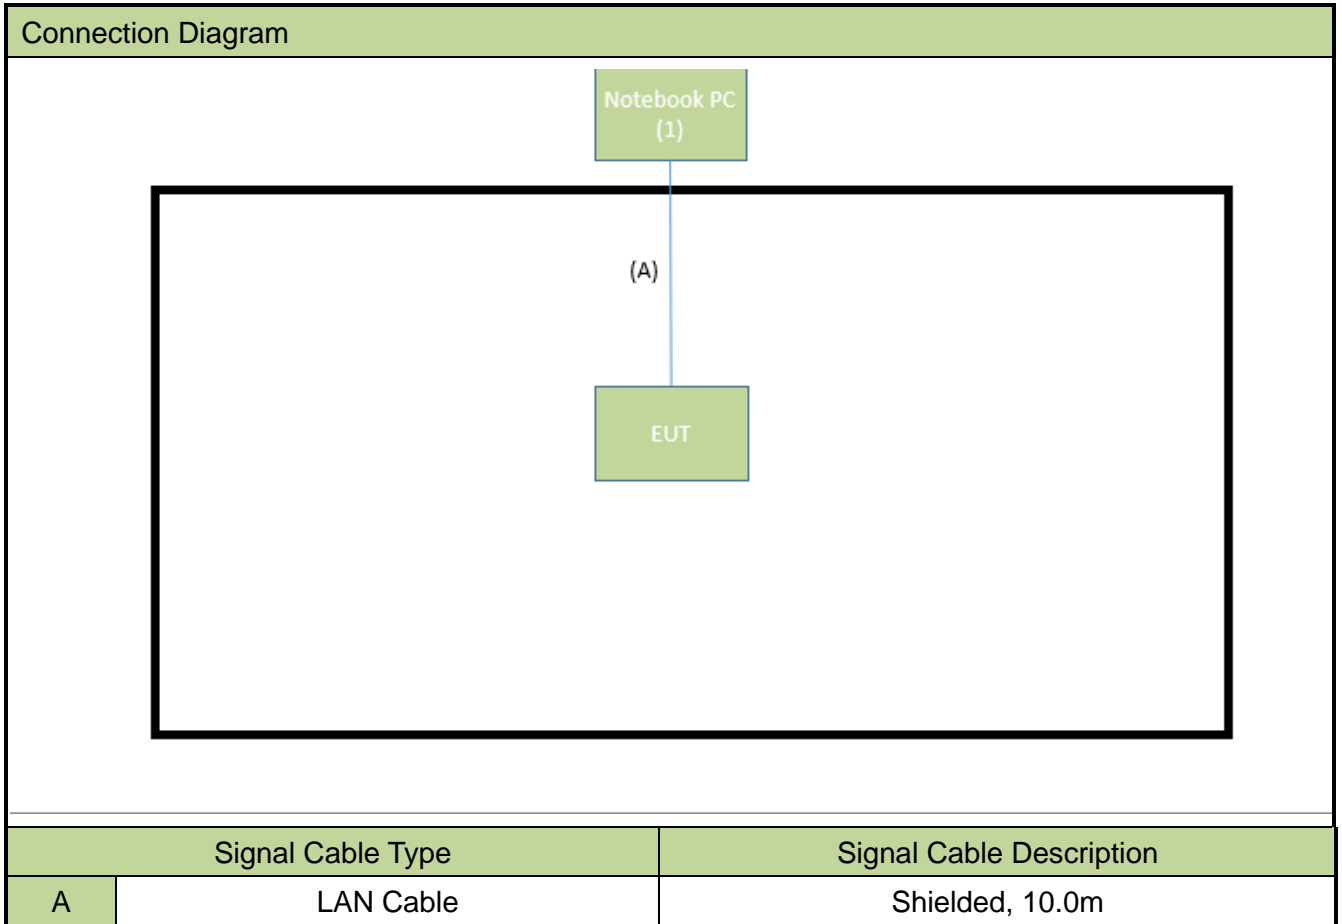 Connection Diagram
Notebook PC
(1)
(A)
EUT
Signal Cable Type Signal Cable Description
A LAN Cable Shielded, 10.0m